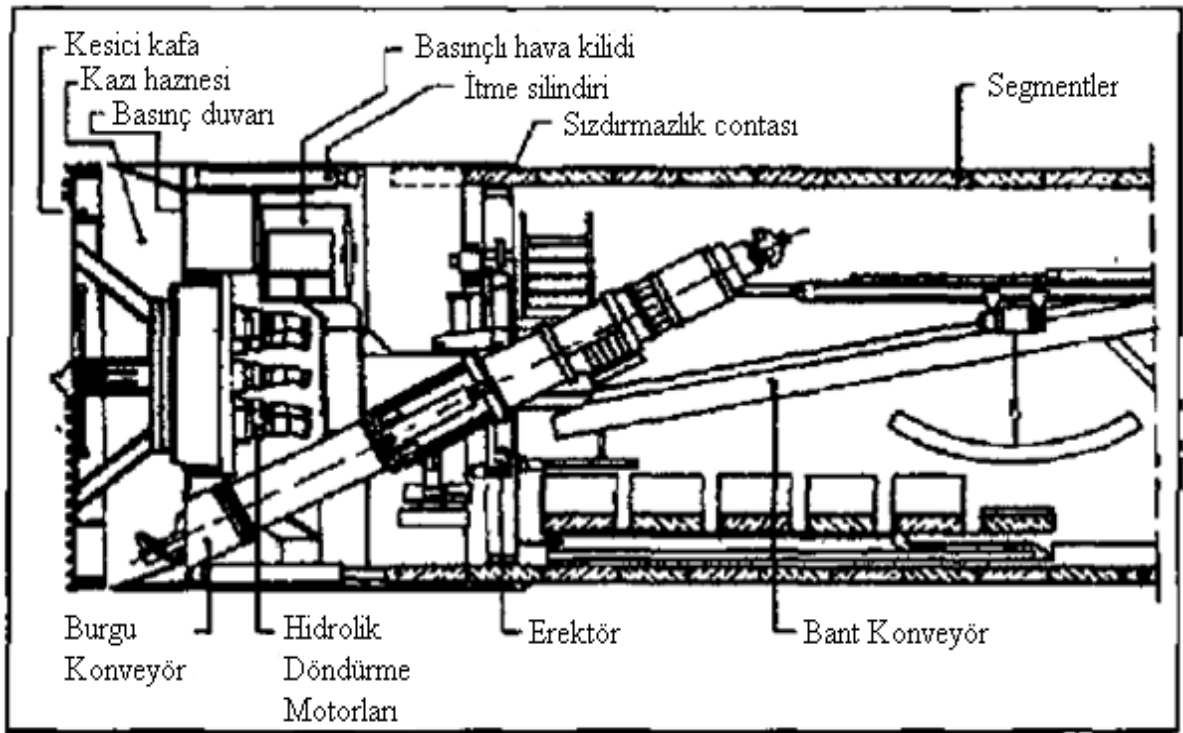 Kesici kafa
Kazı haznesi
Basınç duvarı
Basınçlı hava kilidi
İtme silindiri
Sızdırmazlık contası
Segmentler
Burgu
Konveyör
Hidrolik
Döndürme
Motorları
Erektör
Bant Konveyör